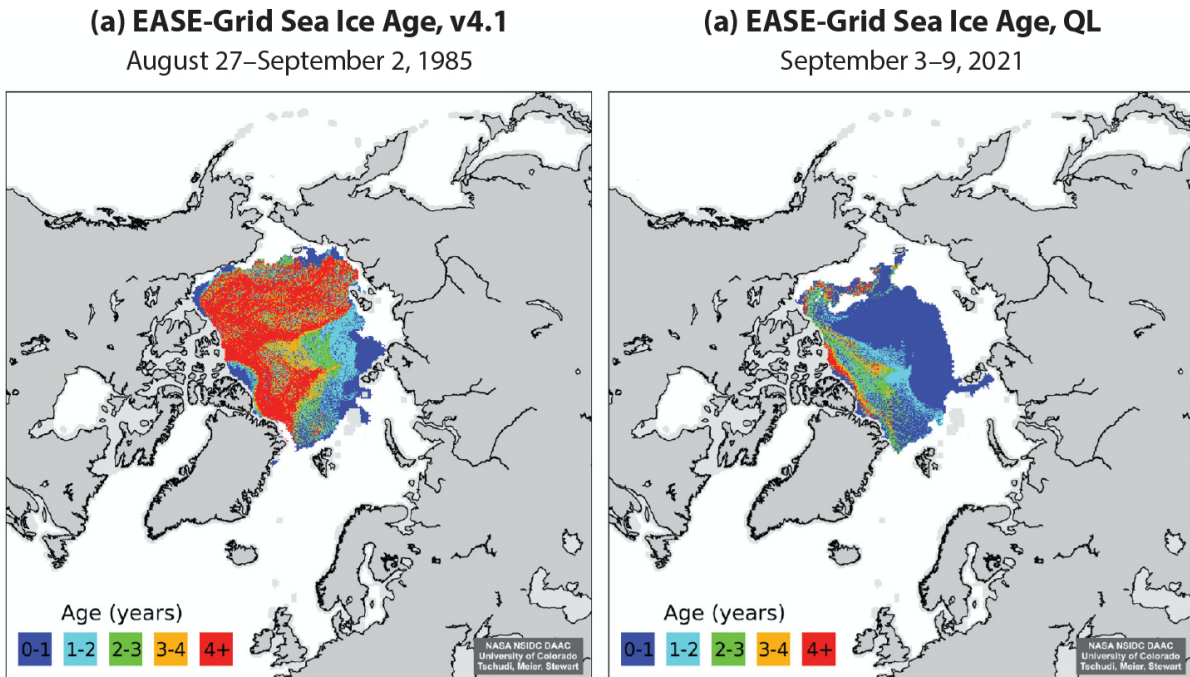 (a) EASE-Grid Sea Ice Age, v4.1
August 27–September 2, 1985
Age (years)
0-1 1-2 2-3 3-4 4+
NASA NSIDC DAAC
University of Colorado
Tschudi, Meier, Stewart
(a) EASE-Grid Sea Ice Age, QL
September 3–9, 2021
Age (years)
0-1 1-2 2-3 3-4 4+
NASA NSIDC DAAC
University of Colorado
Tschudi, Meier, Stewart